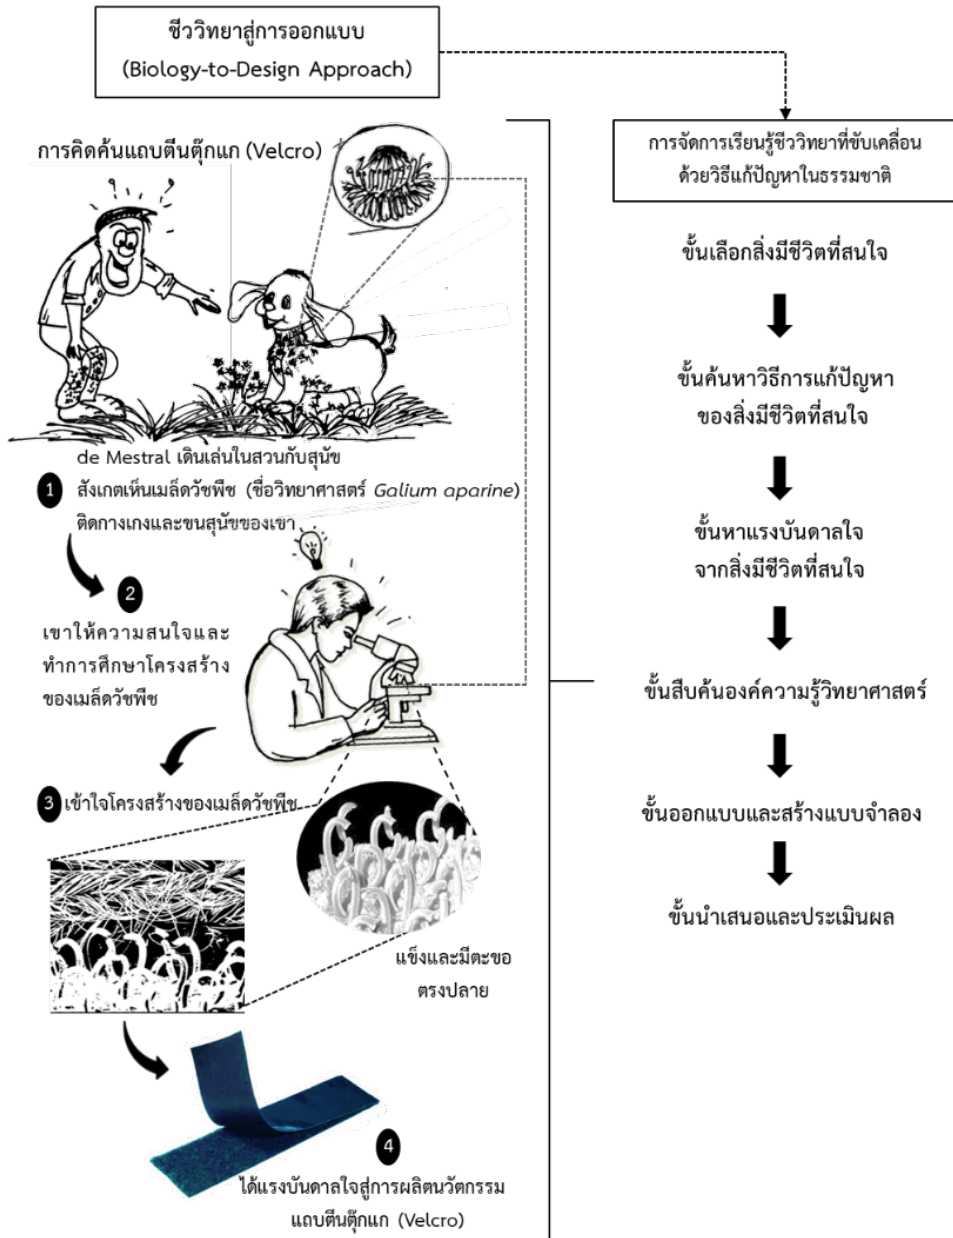 ชีววิทยาสู่การออกแบบ
(Biology-to-Design Approach)
การคิดค้นแถบตีนตุ๊กแก (Velcro)
de Mestral เดินเล่นในสวนกับสุนัข
1 สังเกตเห็นเมล็ดวัชพืช (ชื่อวิทยาศาสตร์ Galium aparine)
ติดกางเกงและขนสุนัขของเขา
2
เขาให้ความสนใจและ
ทำการศึกษาโครงสร้าง
ของเมล็ดวัชพืช
3 เข้าใจโครงสร้างของเมล็ดวัชพืช
แข็งและมีตะขอ
ตรงปลาย
4
ได้แรงบันดาลใจสู่การผลิตนวัตกรรม
แถบตีนตุ๊กแก (Velcro)
การจัดการเรียนรู้ชีววิทยาที่ขับเคลื่อน
ด้วยวิธีแก้ปัญหาในธรรมชาติ
ขั้นเลือกสิ่งมีชีวิตที่สนใจ
ขั้นค้นหาวิธีการแก้ปัญหา
ของสิ่งมีชีวิตที่สนใจ
ขั้นหาแรงบันดาลใจ
จากสิ่งมีชีวิตที่สนใจ
ขั้นสืบค้นองค์ความรู้วิทยาศาสตร์
ขั้นออกแบบและสร้างแบบจำลอง
ขั้นนำเสนอและประเมินผล